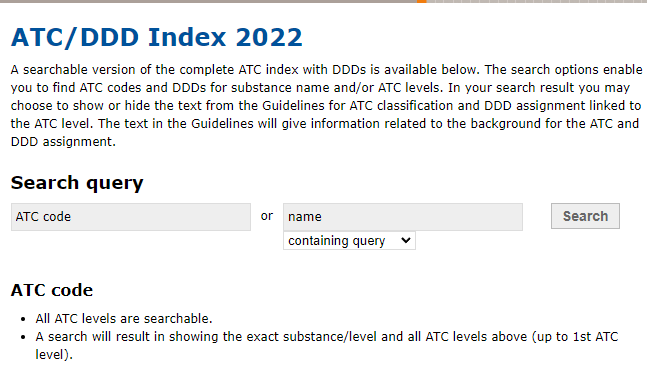 ATC/DDD Index 2022
A searchable version of the complete ATC index with DDDs is available below. The search options enable
you to find ATC codes and DDDs for substance name and/or ATC levels. In your search result you may
choose to show or hide the text from the Guidelines for ATC classification and DDD assignment linked to
the ATC level. The text in the Guidelines will give information related to the background for the ATC and
DDD assignment.
Search query
ATC code or name Search
containing query
ATC code
• All ATC levels are searchable.
• A search will result in showing the exact substance/level and all ATC levels above (up to 1st ATC
level).